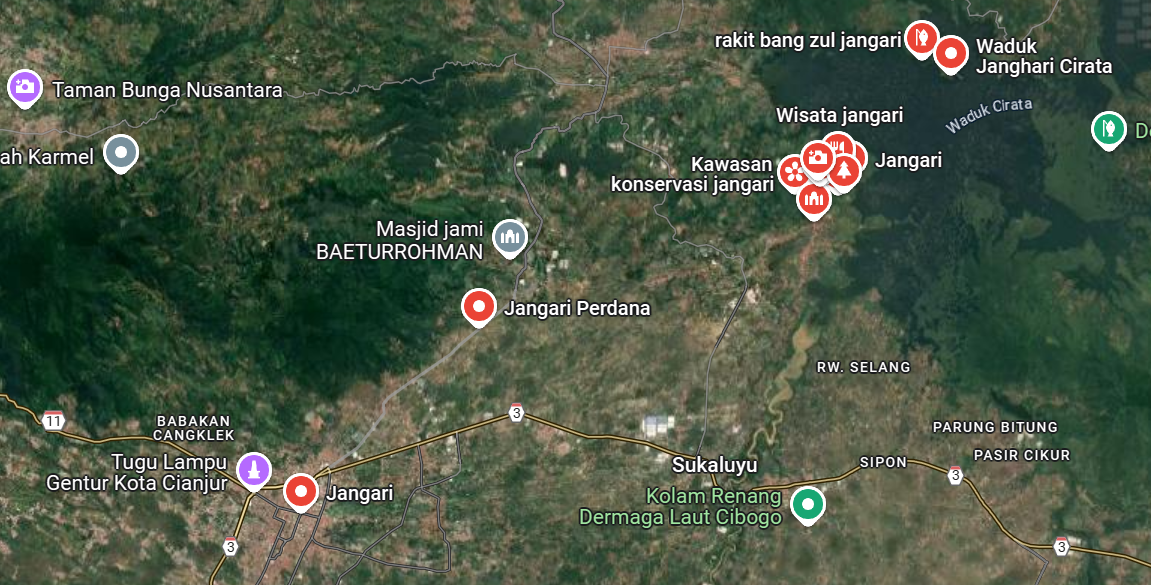 rakit bang zul jangari
Waduk
Janghari Cirata
Taman Bunga Nusantara
Waduk Cirata
Wisata jangari
ah Karmel
Kawasan
konservasi jangari
Jangari
De
Masjid jami
BAETURROHMAN
Jangari Perdana
RW. SELANG
11
BABAKAN
CANGKLEK
3
PARUNG BITUNG
PASIR CIKUR
Tugu Lampu
Gentur Kota Cianjur
Jangari
Sukaluyu
SIPON
3
Kolam Renang
Dermaga Laut Cibogo
3
3